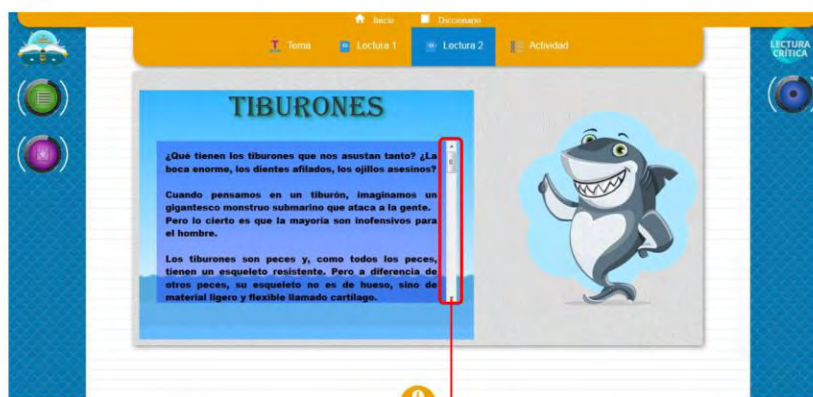 Inicio
Diccionario
Tema
Lectura 1
Lectura 2
Actividad
LECTURA
CRÍTICA
TIBURONES
¿Qué tienen los tiburones que nos asustan tanto? ¿La
boca enorme, los dientes afilados, los ojillos asesinos?
Cuando pensamos en un tiburón, imaginamos un
gigantesco monstruo submarino que ataca a la gente.
Pero lo cierto es que la mayoría son inofensivos para
el hombre.
Los tiburones son peces y, como todos los peces,
tienen un esqueleto resistente. Pero a diferencia de
otros peces, su esqueleto no es de hueso, sino de
material ligero y flexible llamado cartílago.